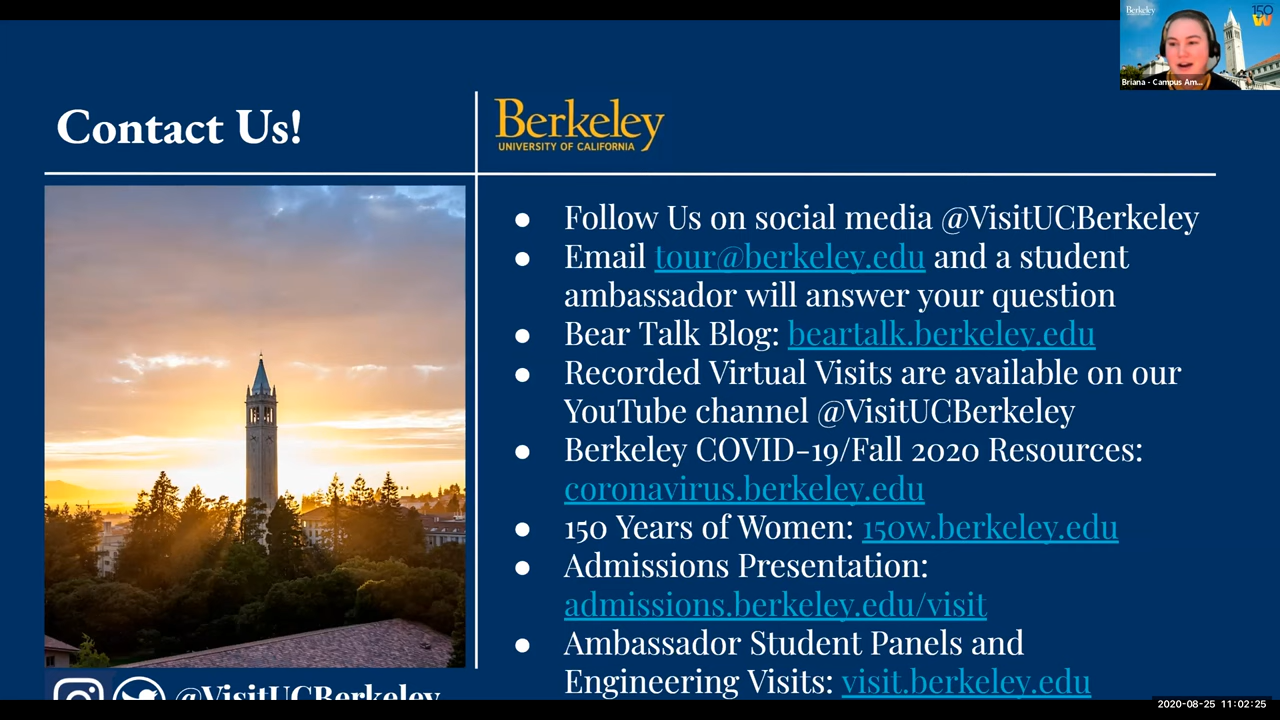 Berkeley
150
W
Briana - Campus Am...
Contact Us!
Berkeley
UNIVERSITY OF CALIFORNIA
● Follow Us on social media @VisitUCBerkeley
● Email tour@berkeley.edu and a student
ambassador will answer your question
● Bear Talk Blog: beartalk.berkeley.edu
● Recorded Virtual Visits are available on our
YouTube channel @VisitUCBerkeley
● Berkeley COVID-19/Fall 2020 Resources:
coronavirus.berkeley.edu
● 150 Years of Women: 150w.berkeley.edu
● Admissions Presentation:
admissions.berkeley.edu/visit
● Ambassador Student Panels and
Engineering Visits: visit.berkeley.edu
@VisitUCBerkeley
2020-08-25 11:02:25